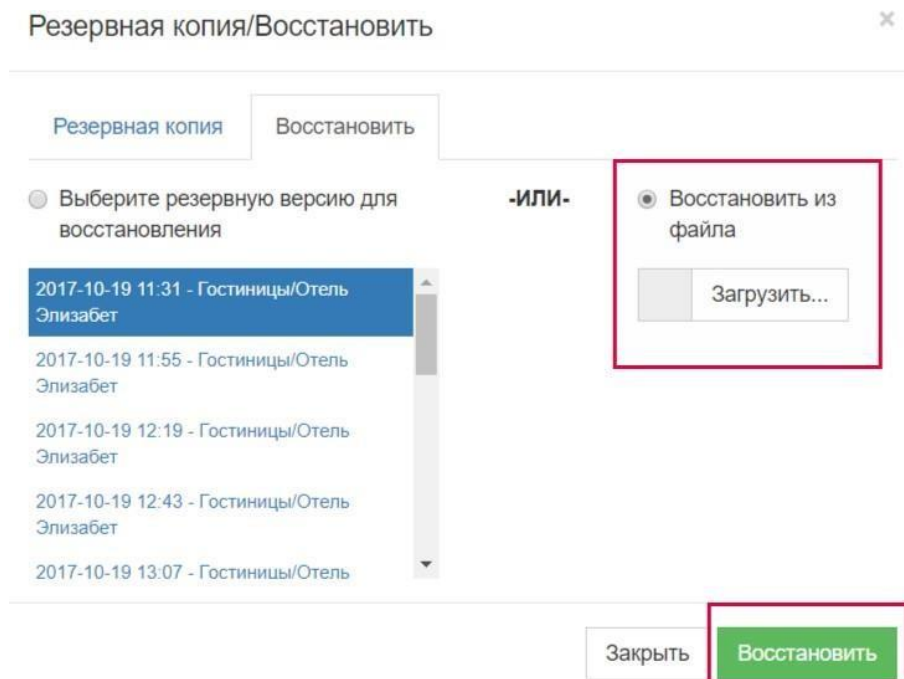 Резервная копия/Восстановить
×
Резервная копия
Восстановить
Выберите резервную версию для
восстановления
-ИЛИ-
Восстановить из
файла
Загрузить...
2017-10-19 11:31 - Гостиницы/Отель
Элизабет
2017-10-19 11:55 - Гостиницы/Отель
Элизабет
2017-10-19 12:19 - Гостиницы/Отель
Элизабет
2017-10-19 12:43 - Гостиницы/Отель
Элизабет
2017-10-19 13:07 - Гостиницы/Отель
Закрыть
Восстановить